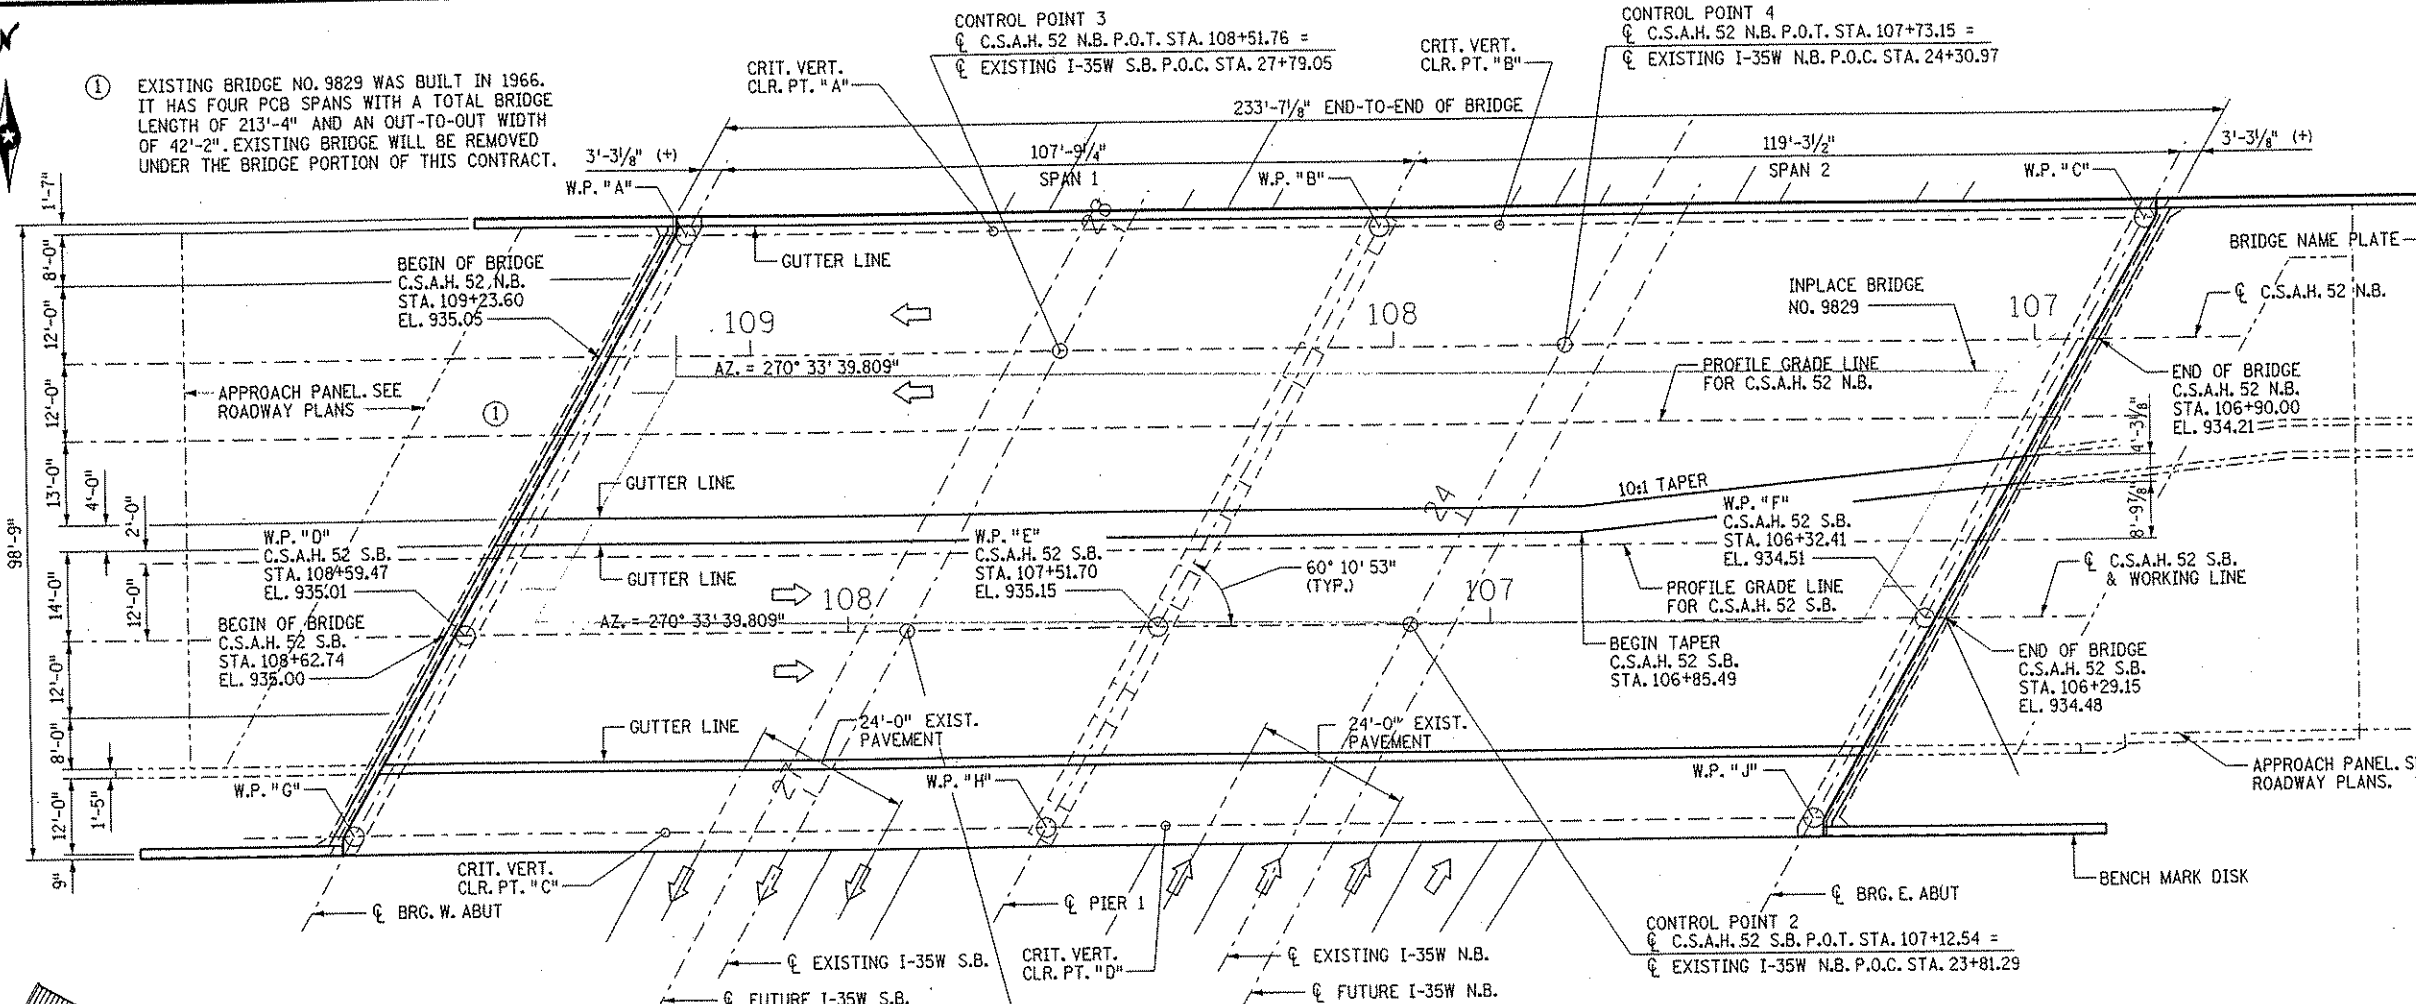 N
① EXISTING BRIDGE NO. 9829 WAS BUILT IN 1966.
IT HAS FOUR PCB SPANS WITH A TOTAL BRIDGE
LENGTH OF 213'-4" AND AN OUT-TO-OUT WIDTH
OF 42'-2". EXISTING BRIDGE WILL BE REMOVED
UNDER THE BRIDGE PORTION OF THIS CONTRACT.
CONTROL POINT 3
℄ C.S.A.H. 52 N.B. P.O.T. STA. 108+51.76 =
℄ EXISTING I-35W S.B. P.O.C. STA. 27+79.05
CONTROL POINT 4
℄ C.S.A.H. 52 N.B. P.O.T. STA. 107+73.15 =
℄ EXISTING I-35W N.B. P.O.C. STA. 24+30.97
CRIT. VERT.
CLR. PT. "A"
CRIT. VERT.
CLR. PT. "B"
233'-7⅛" END-TO-END OF BRIDGE
3'-3⅛" (+)
107'-9¼"
SPAN 1
119'-3½"
SPAN 2
3'-3⅛" (+)
W.P. "A"
W.P. "B"
W.P. "C"
1'-7"
8'-0"
12'-0"
12'-0"
13'-0"
4'-0"
2'-0"
98'-9"
14'-0"
12'-0"
12'-0"
8'-0"
12'-0"
1'-5"
9"
28
GUTTER LINE
BRIDGE NAME PLATE
BEGIN OF BRIDGE
C.S.A.H. 52 N.B.
STA. 109+23.60
EL. 935.05
INPLACE BRIDGE
NO. 9829
℄ C.S.A.H. 52 N.B.
109
108
107
AZ. = 270° 33' 39.809"
PROFILE GRADE LINE
FOR C.S.A.H. 52 N.B.
END OF BRIDGE
C.S.A.H. 52 N.B.
STA. 106+90.00
EL. 934.21
APPROACH PANEL. SEE
ROADWAY PLANS
①
4'-3⅛"
8'-9⅞"
GUTTER LINE
10:1 TAPER
24
W.P. "D"
C.S.A.H. 52 S.B.
STA. 108+59.47
EL. 935.01
GUTTER LINE
W.P. "E"
C.S.A.H. 52 S.B.
STA. 107+51.70
EL. 935.15
60° 10' 53"
(TYP.)
W.P. "F"
C.S.A.H. 52 S.B.
STA. 106+32.41
EL. 934.51
PROFILE GRADE LINE
FOR C.S.A.H. 52 S.B.
℄ C.S.A.H. 52 S.B.
& WORKING LINE
108
107
AZ. = 270° 33' 39.809"
BEGIN OF BRIDGE
C.S.A.H. 52 S.B.
STA. 108+62.74
EL. 935.00
BEGIN TAPER
C.S.A.H. 52 S.B.
STA. 106+85.49
END OF BRIDGE
C.S.A.H. 52 S.B.
STA. 106+29.15
EL. 934.48
GUTTER LINE
24'-0" EXIST.
PAVEMENT
24'-0" EXIST.
PAVEMENT
27
W.P. "G"
W.P. "H"
W.P. "J"
APPROACH PANEL. S
ROADWAY PLANS.
CRIT. VERT.
CLR. PT. "C"
℄ BRG. W. ABUT
℄ PIER 1
℄ BRG. E. ABUT
BENCH MARK DISK
CRIT. VERT.
CLR. PT. "D"
℄ EXISTING I-35W S.B.
℄ EXISTING I-35W N.B.
℄ FUTURE I-35W S.B.
℄ FUTURE I-35W N.B.
CONTROL POINT 2
℄ C.S.A.H. 52 S.B. P.O.T. STA. 107+12.54 =
℄ EXISTING I-35W N.B. P.O.C. STA. 23+81.29